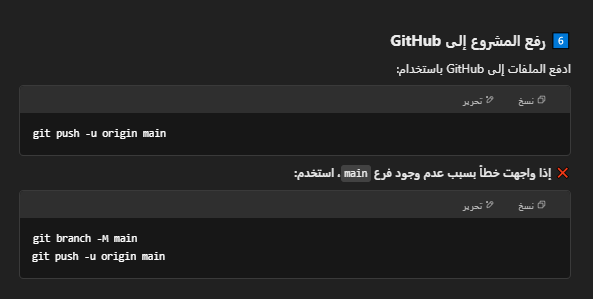 6 رفع المشروع إلى GitHub
ادفع الملفات إلى GitHub باستخدام:
نسخ تحرير
git push -u origin main
❌ إذا واجهت خطأ بسبب عدم وجود فرع main، استخدم:
نسخ تحرير
git branch -M main
git push -u origin main